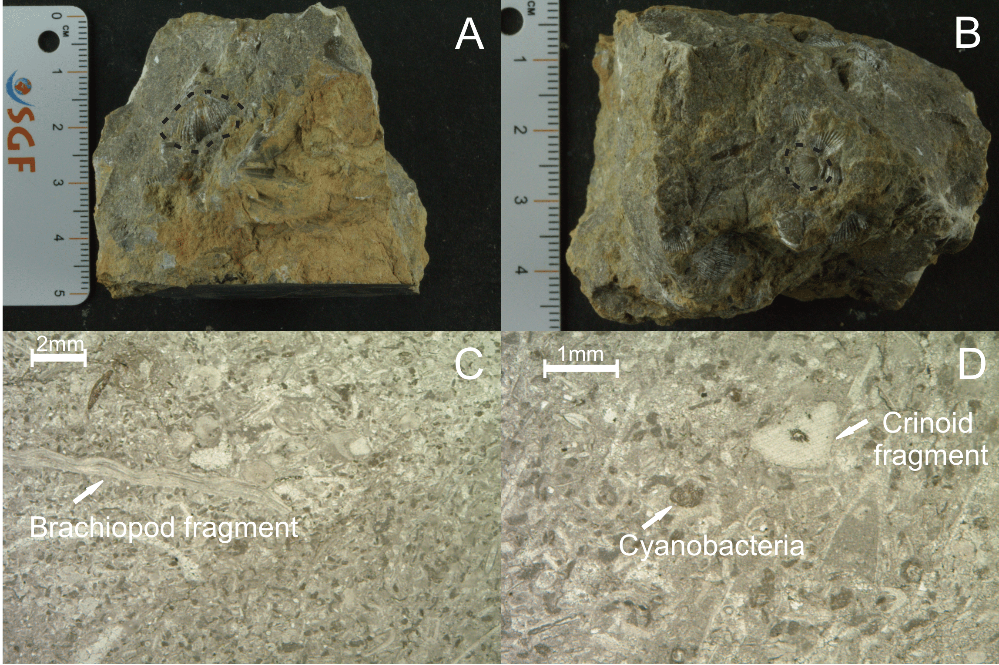 A
0
CM
1
2
3
4
5
SGF
B
CM
1
2
3
4
C
2mm
Brachiopod fragment
D
1mm
Crinoid
fragment
Cyanobacteria